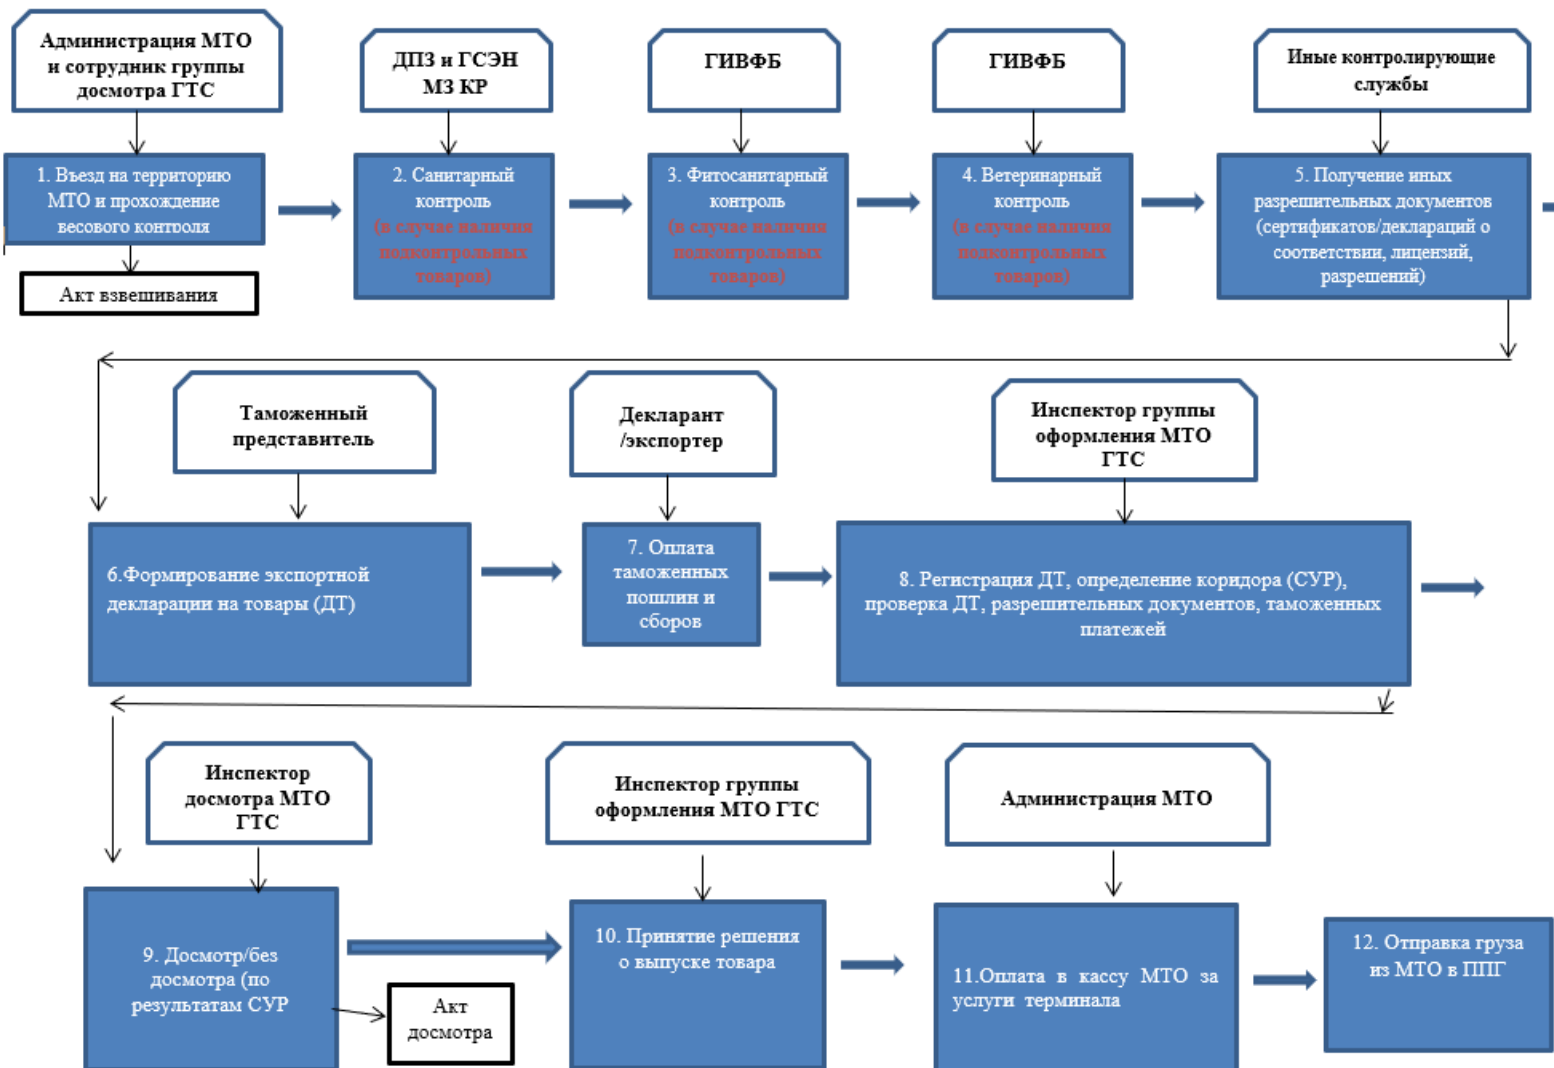 Администрация МТО
и сотрудник группы
досмотра ГТС
ДПЗ и ГСЭН
МЗ КР
ГИВФБ
ГИВФБ
Иные контролирующие
службы
1. Въезд на территорию
МТО и прохождение
весового контроля
2. Санитарный
контроль
(в случае наличия
подконтрольных
товаров)
3. Фитосанитарный
контроль
(в случае наличия
подконтрольных
товаров)
4. Ветеринарный
контроль
(в случае наличия
подконтрольных
товаров)
5. Получение иных
разрешительных документов
(сертификатов/деклараций о
соответствии, лицензий,
разрешений)
Акт взвешивания
Таможенный
представитель
Декларант
/экспортер
Инспектор группы
оформления МТО
ГТС
6.Формирование экспортной
декларации на товары (ДТ)
7. Оплата
таможенных
пошлин и
сборов
8. Регистрация ДТ, определение коридора (СУР),
проверка ДТ, разрешительных документов, таможенных
платежей
Инспектор
досмотра МТО
ГТС
Инспектор группы
оформления МТО ГТС
Администрация МТО
9. Досмотр/без
досмотра (по
результатам СУР
Акт
досмотра
10. Принятие решения
о выпуске товара
11.Оплата в кассу МТО за
услуги терминала
12. Отправка груза
из МТО в ППГ